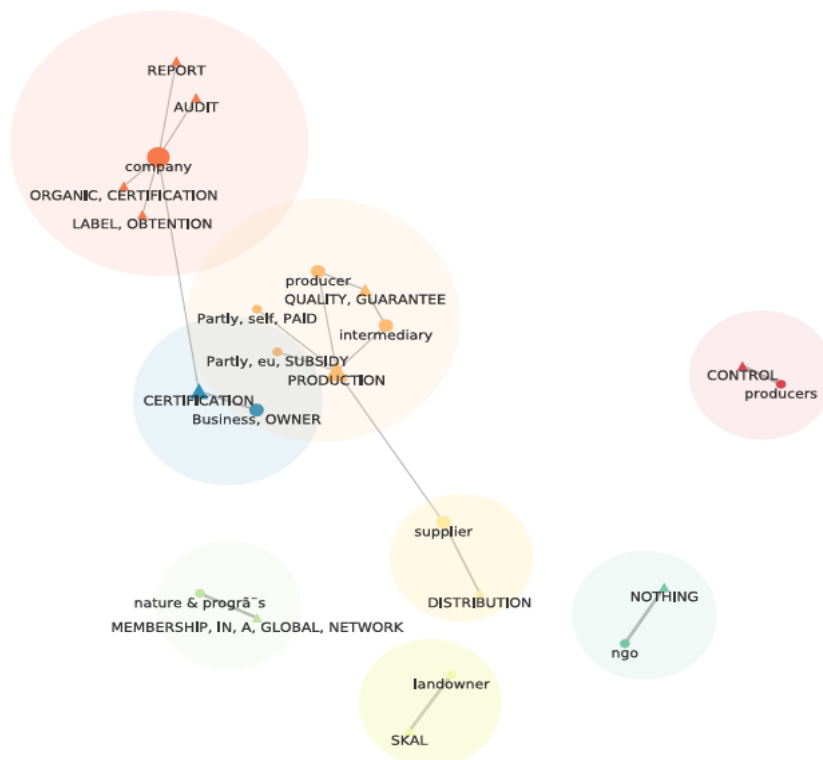 REPORT
AUDIT
company
ORGANIC, CERTIFICATION
LABEL, OBTENTION
producer
QUALITY, GUARANTEE
Partly, self, PAID
intermediary
Partly, eu, SUBSIDY
PRODUCTION
CERTIFICATION
Business, OWNER
CONTROL
producers
supplier
DISTRIBUTION
nature & progrã¨s
MEMBERSHIP, IN, A, GLOBAL, NETWORK
NOTHING
ngo
landowner
SKAL